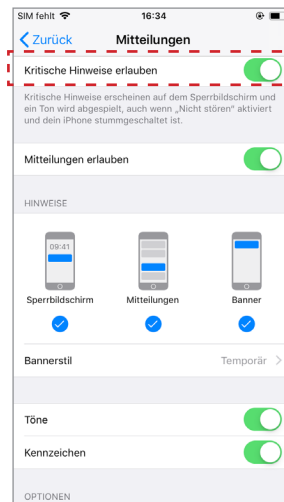 SIM fehlt 16:34
Zurück Mitteilungen
Kritische Hinweise erlauben
Kritische Hinweise erscheinen auf dem Sperrbildschirm und
ein Ton wird abgespielt, auch wenn „Nicht stören“ aktiviert
und dein iPhone stummgeschaltet ist.
Mitteilungen erlauben
HINWEISE
09:41
Sperrbildschirm Mitteilungen Banner
Bannerstil Temporär
Töne
Kennzeichen
OPTIONEN